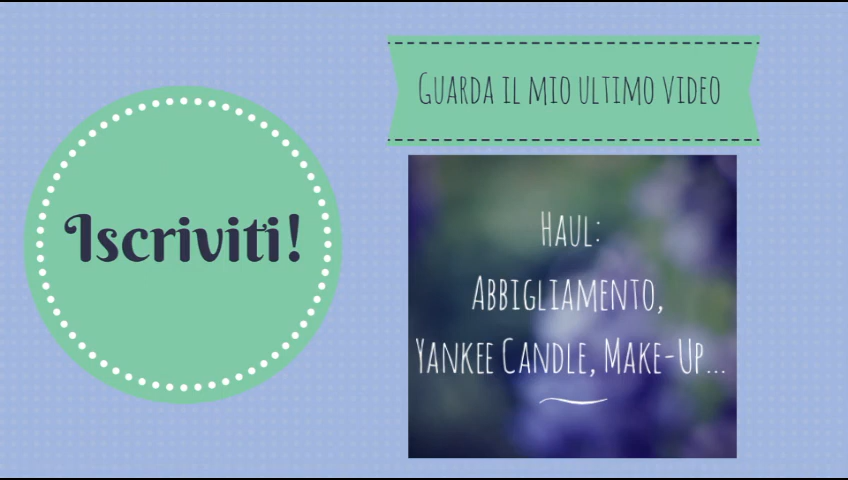 Iscriviti!
Guarda il mio ultimo video
Haul:
Abbigliamento,
Yankee Candle, Make-Up...